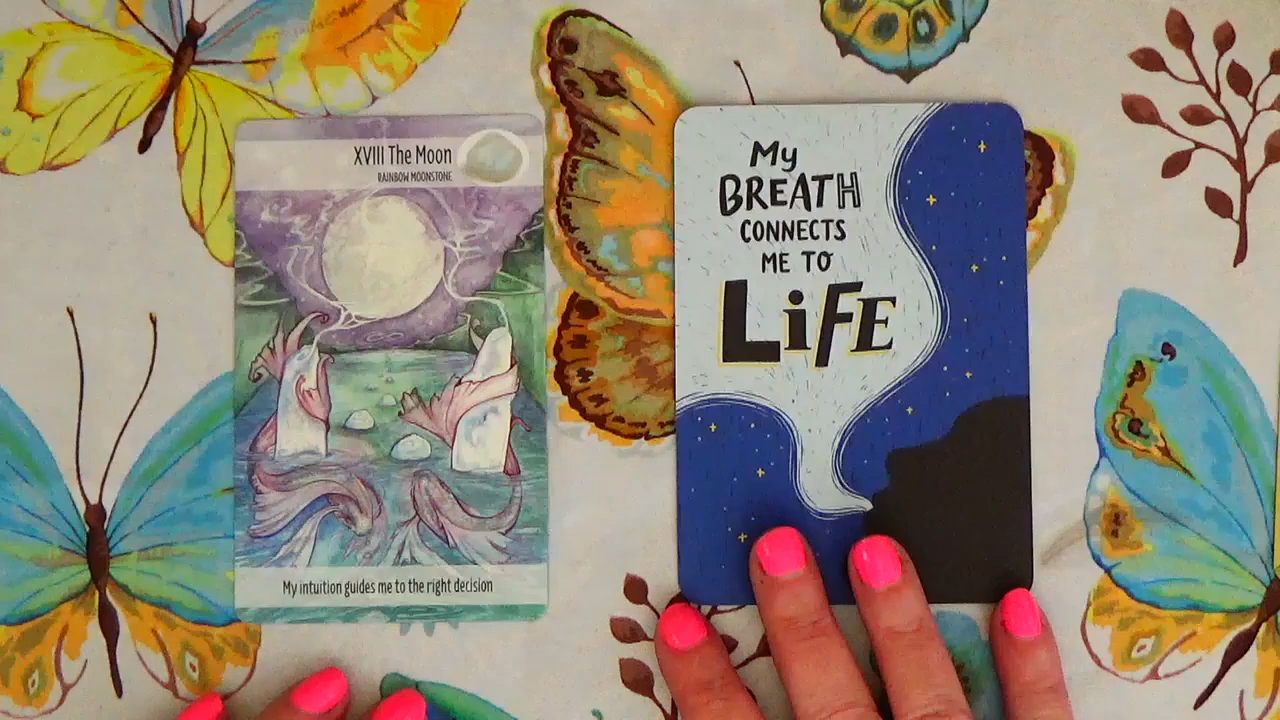 XVIII The Moon
RAINBOW MOONSTONE
My intuition guides me to the right decision
My
BREATH
CONNECTS
ME TO
LiFE